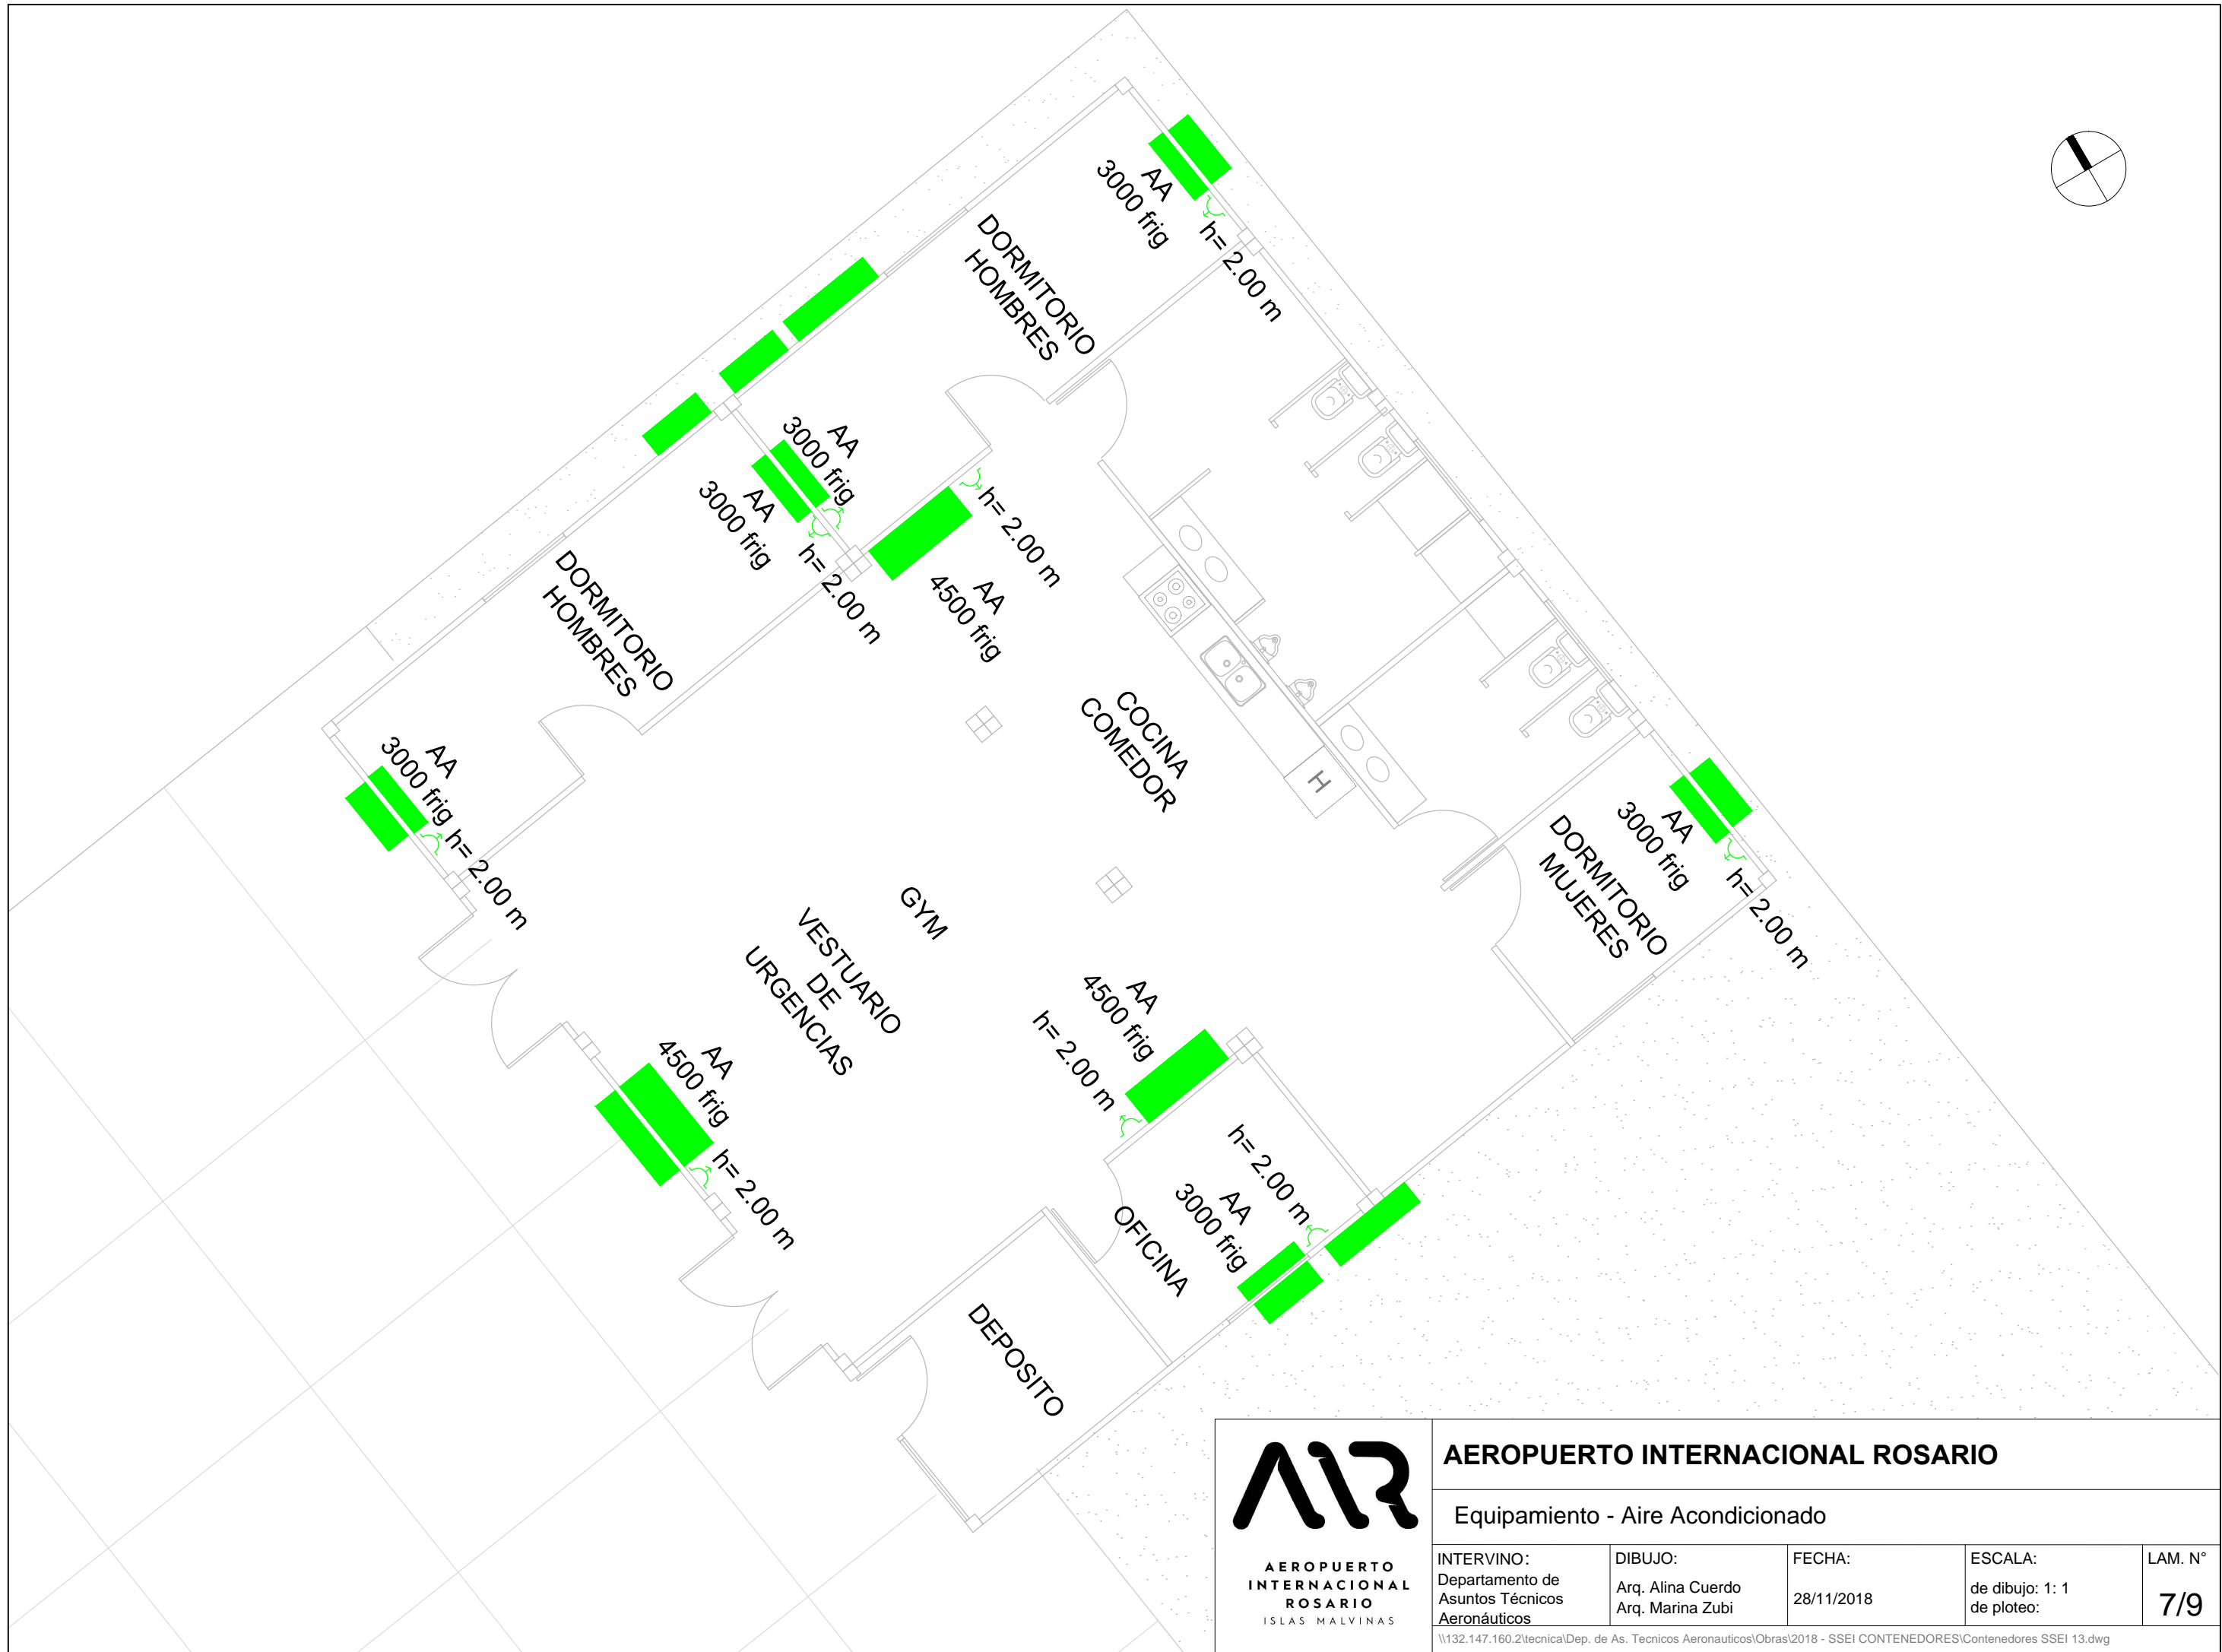 AA
3000 frig
h= 2.00 m
DORMITORIO
HOMBRES
AA
3000 frig
AA
3000 frig
h= 2.00 m
h= 2.00 m
AA
4500 frig
DORMITORIO
HOMBRES
AA
3000 frig
h= 2.00 m
COCINA
COMEDOR
H
AA
3000 frig
h= 2.00 m
DORMITORIO
MUJERES
GYM
VESTUARIO
DE
URGENCIAS
AA
4500 frig
h= 2.00 m
AA
4500 frig
h= 2.00 m
h= 2.00 m
AA
3000 frig
OFICINA
DEPOSITO
AIR
AEROPUERTO
INTERNACIONAL
ROSARIO
ISLAS MALVINAS
AEROPUERTO INTERNACIONAL ROSARIO
Equipamiento - Aire Acondicionado
INTERVINO:
Departamento de
Asuntos Técnicos
Aeronáuticos
DIBUJO:
Arq. Alina Cuerdo
Arq. Marina Zubi
FECHA:
28/11/2018
ESCALA:
de dibujo: 1: 1
de ploteo:
LAM. N°
7/9
\\132.147.160.2\tecnica\Dep. de As. Tecnicos Aeronauticos\Obras\2018 - SSEI CONTENEDORES\Contenedores SSEI 13.dwg